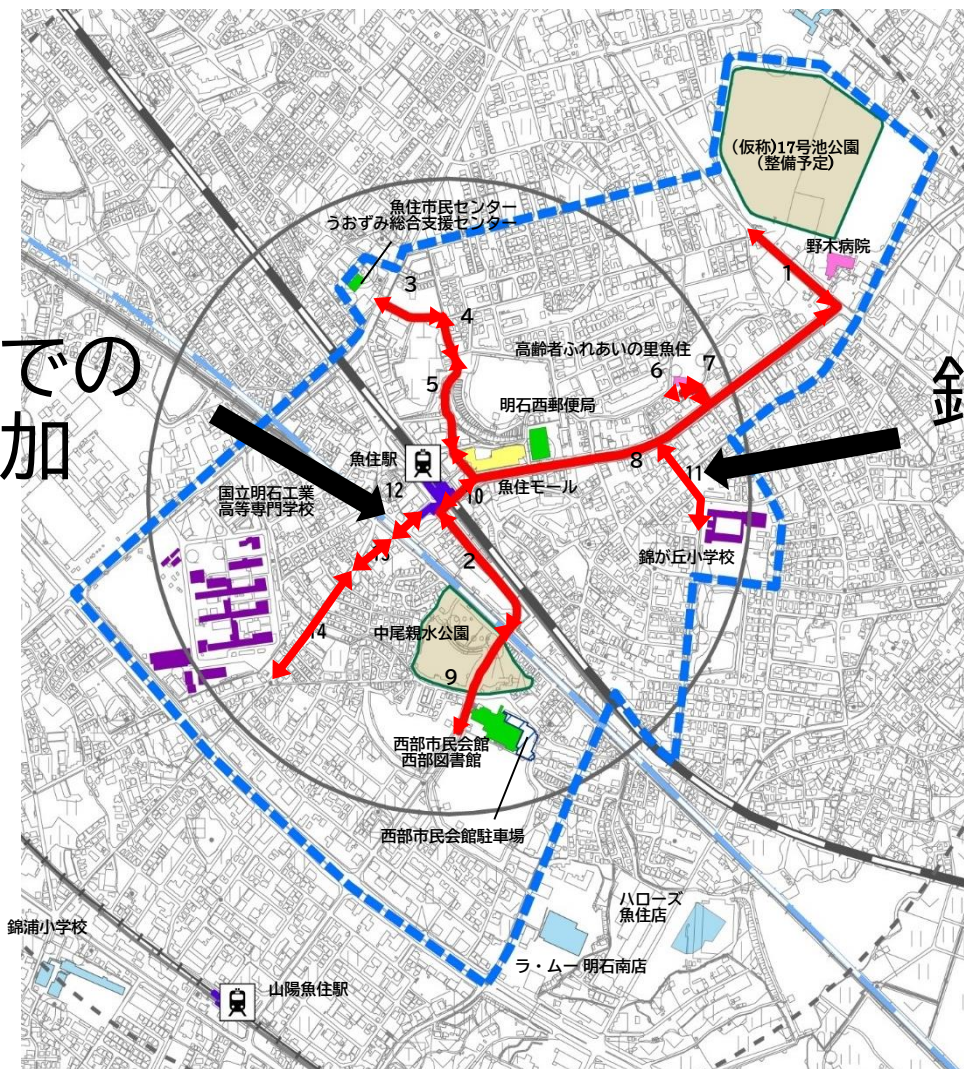 (仮称)17号池公園
(整備予定)
魚住市民センター
うおずみ総合支援センター
野木病院
1
3
4
での
加
高齢者ふれあいの里魚住
7
6
5
錦
明石西郵便局
8
魚住駅
11
魚住モール
12
10
国立明石工業
高等専門学校
錦が丘小学校
13
2
14
中尾親水公園
9
西部市民会館
西部図書館
西部市民会館駐車場
ハローズ
魚住店
錦浦小学校
ラ・ムー 明石南店
山陽魚住駅